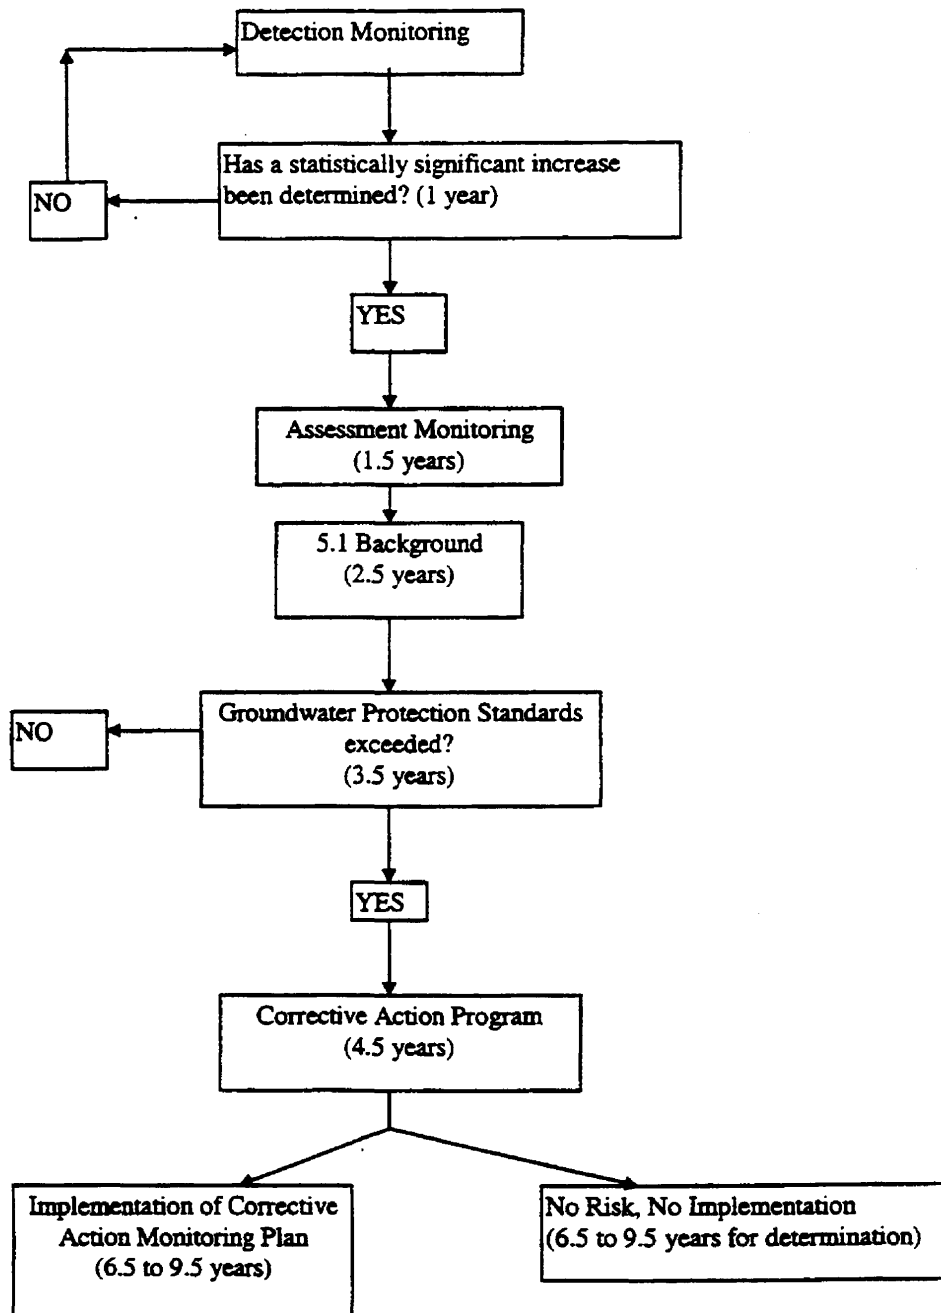 Detection Monitoring
Has a statistically significant increase
been determined? (1 year)
NO
YES
Assessment Monitoring
(1.5 years)
5.1 Background
(2.5 years)
Groundwater Protection Standards
exceeded?
(3.5 years)
NO
YES
Corrective Action Program
(4.5 years)
Implementation of Corrective
Action Monitoring Plan
(6.5 to 9.5 years)
No Risk, No Implementation
(6.5 to 9.5 years for determination)